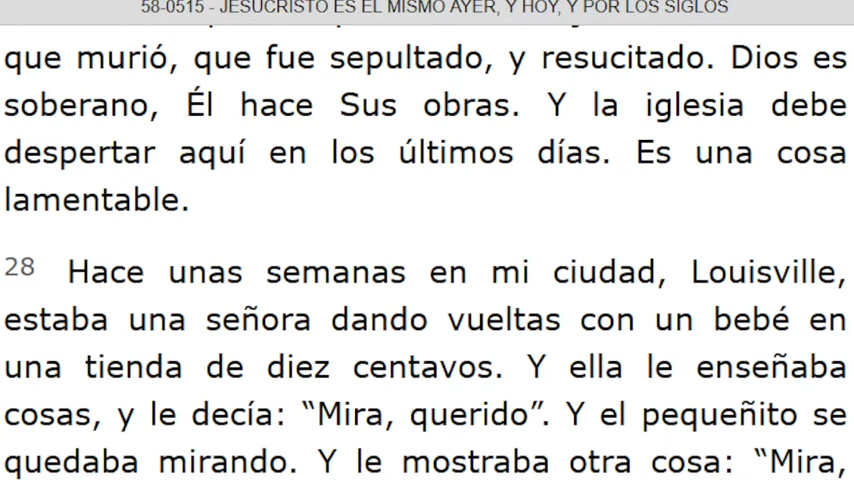 58-0515 - JESUCRISTO ES EL MISMO AYER, Y HOY, Y POR LOS SIGLOS
que murió, que fue sepultado, y resucitado. Dios es
soberano, Él hace Sus obras. Y la iglesia debe
despertar aquí en los últimos días. Es una cosa
lamentable.
28 Hace unas semanas en mi ciudad, Louisville,
estaba una señora dando vueltas con un bebé en
una tienda de diez centavos. Y ella le enseñaba
cosas, y le decía: “Mira, querido”. Y el pequeñito se
quedaba mirando. Y le mostraba otra cosa: “Mira,